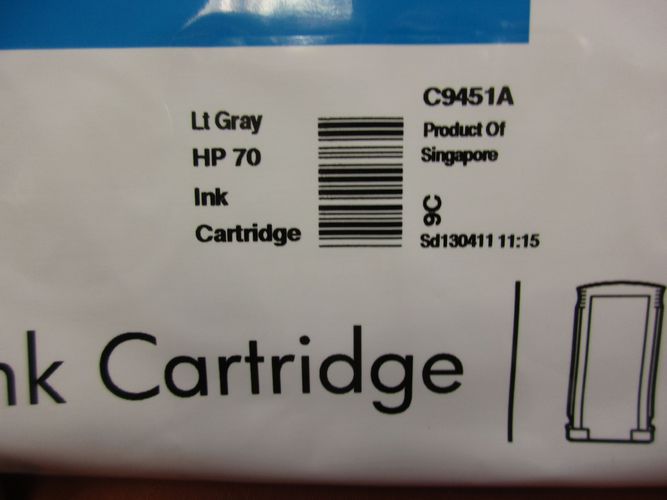 Lt Gray
HP 70
Ink
Cartridge
C9451A
Product Of
Singapore
9C
Sd130411 11:15
nk Cartridge